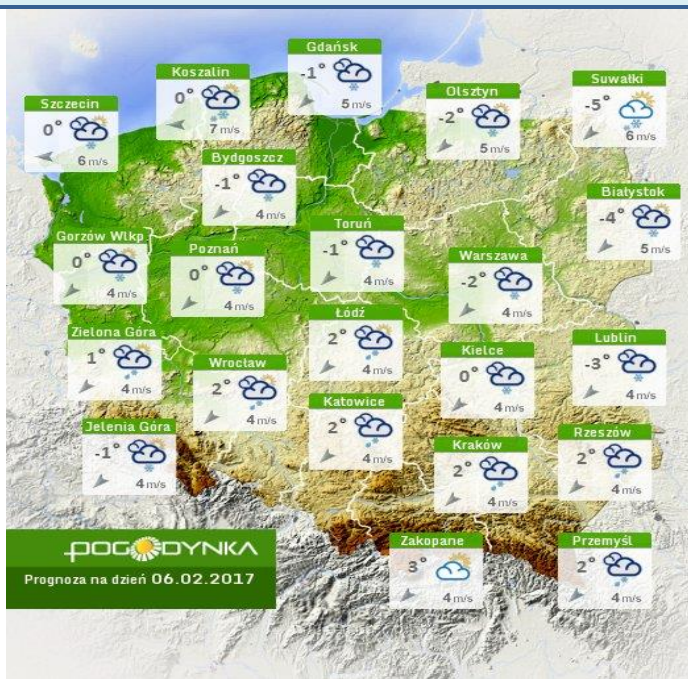 Gdańsk
-1°
5 m/s
Koszalin
0°
7 m/s
Suwałki
-5°
6 m/s
Olsztyn
-2°
5 m/s
Szczecin
0°
6 m/s
Bydgoszcz
-1°
4 m/s
Białystok
-4°
5 m/s
Toruń
-1°
4 m/s
Gorzów Wlkp
0°
4 m/s
Poznań
0°
4 m/s
Warszawa
-2°
4 m/s
Łódź
2°
4 m/s
Zielona Góra
1°
4 m/s
Lublin
-3°
4 m/s
Kielce
0°
4 m/s
Wrocław
2°
4 m/s
Katowice
2°
4 m/s
Jelenia Góra
-1°
4 m/s
Rzeszów
2°
4 m/s
Kraków
2°
4 m/s
POGODYNKA
Prognoza na dzień 06.02.2017
Zakopane
3°
4 m/s
Przemyśl
2°
4 m/s